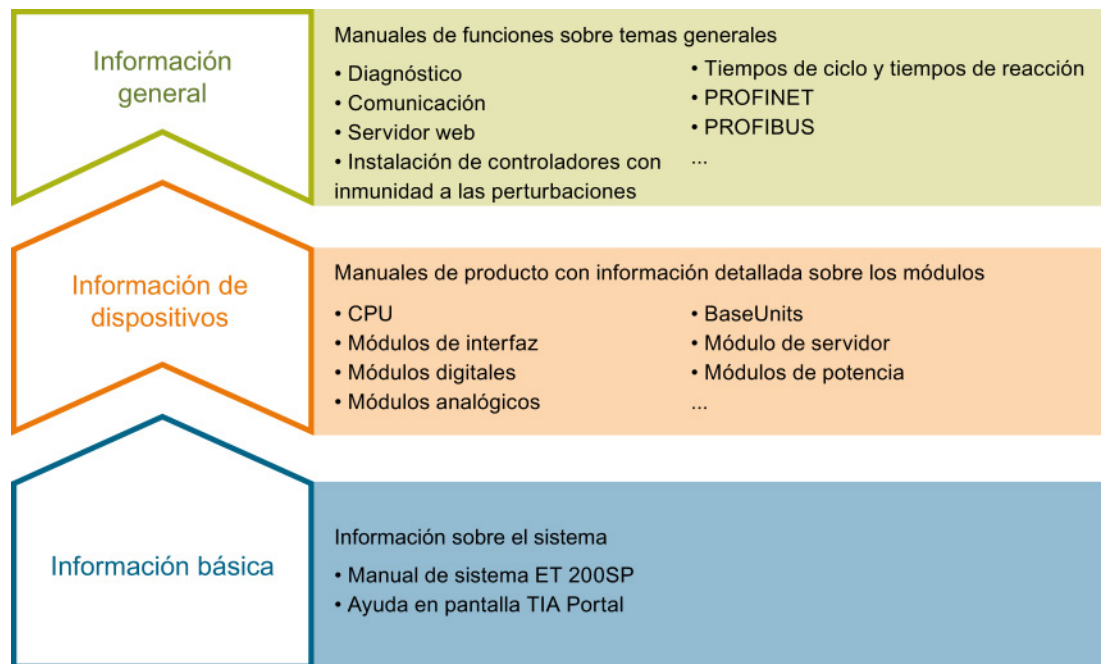 Información
general
Manuales de funciones sobre temas generales
• Diagnóstico
• Comunicación
• Servidor web
• Instalación de controladores con
inmunidad a las perturbaciones
• Tiempos de ciclo y tiempos de reacción
• PROFINET
• PROFIBUS
...
Información de
dispositivos
Manuales de producto con información detallada sobre los módulos
• CPU
• Módulos de interfaz
• Módulos digitales
• Módulos analógicos
• BaseUnits
• Módulo de servidor
• Módulos de potencia
...
Información básica
Información sobre el sistema
• Manual de sistema ET 200SP
• Ayuda en pantalla TIA Portal